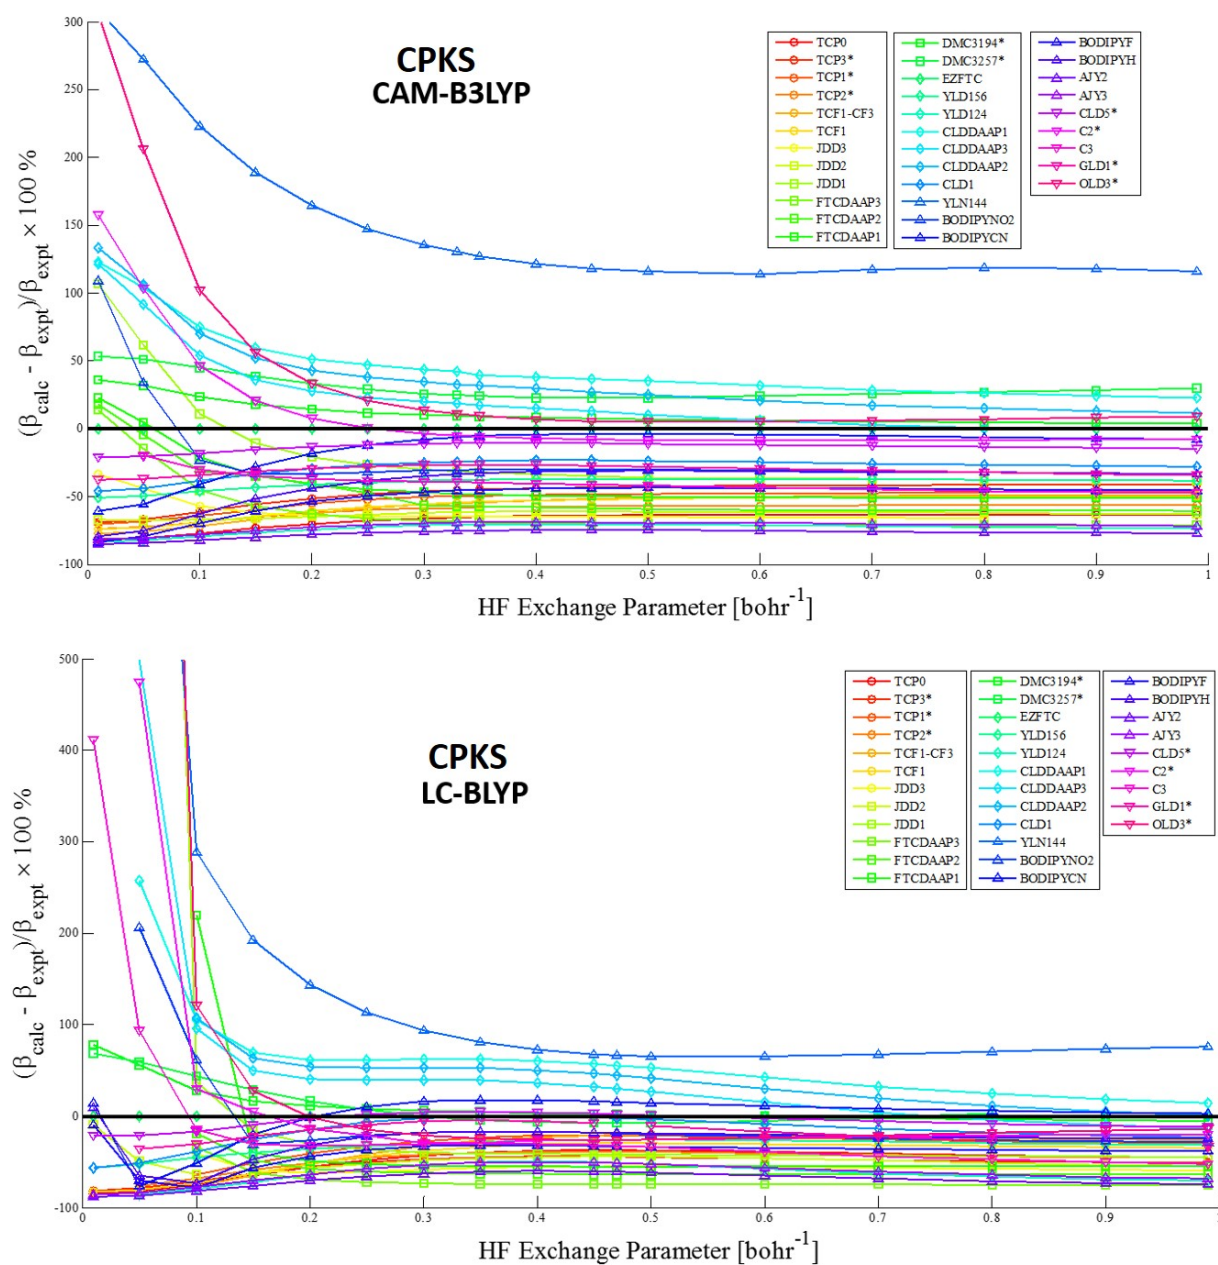 CPKS
CAM-B3LYP
(β_calc - β_expt)/β_expt × 100 %
300
250
200
150
100
50
0
-50
-100
0 0.1 0.2 0.3 0.4 0.5 0.6 0.7 0.8 0.9 1
HF Exchange Parameter [bohr⁻¹]
TCP0
TCP3*
TCP1*
TCP2*
TCF1-CF3
TCF1
JDD3
JDD2
JDD1
FTCDAAP3
FTCDAAP2
FTCDAAP1
DMC3194*
DMC3257*
EZFTC
YLD156
YLD124
CLDDAAP1
CLDDAAP3
CLDDAAP2
CLD1
YLN144
BODIPYNO2
BODIPYCN
BODIPYF
BODIPYH
AJY2
AJY3
CLD5*
C2*
C3
GLD1*
OLD3*
CPKS
LC-BLYP
(β_calc - β_expt)/β_expt × 100 %
500
400
300
200
100
0
-100
0 0.1 0.2 0.3 0.4 0.5 0.6 0.7 0.8 0.9 1
HF Exchange Parameter [bohr⁻¹]
TCP0
TCP3*
TCP1*
TCP2*
TCF1-CF3
TCF1
JDD3
JDD2
JDD1
FTCDAAP3
FTCDAAP2
FTCDAAP1
DMC3194*
DMC3257*
EZFTC
YLD156
YLD124
CLDDAAP1
CLDDAAP3
CLDDAAP2
CLD1
YLN144
BODIPYNO2
BODIPYCN
BODIPYF
BODIPYH
AJY2
AJY3
CLD5*
C2*
C3
GLD1*
OLD3*